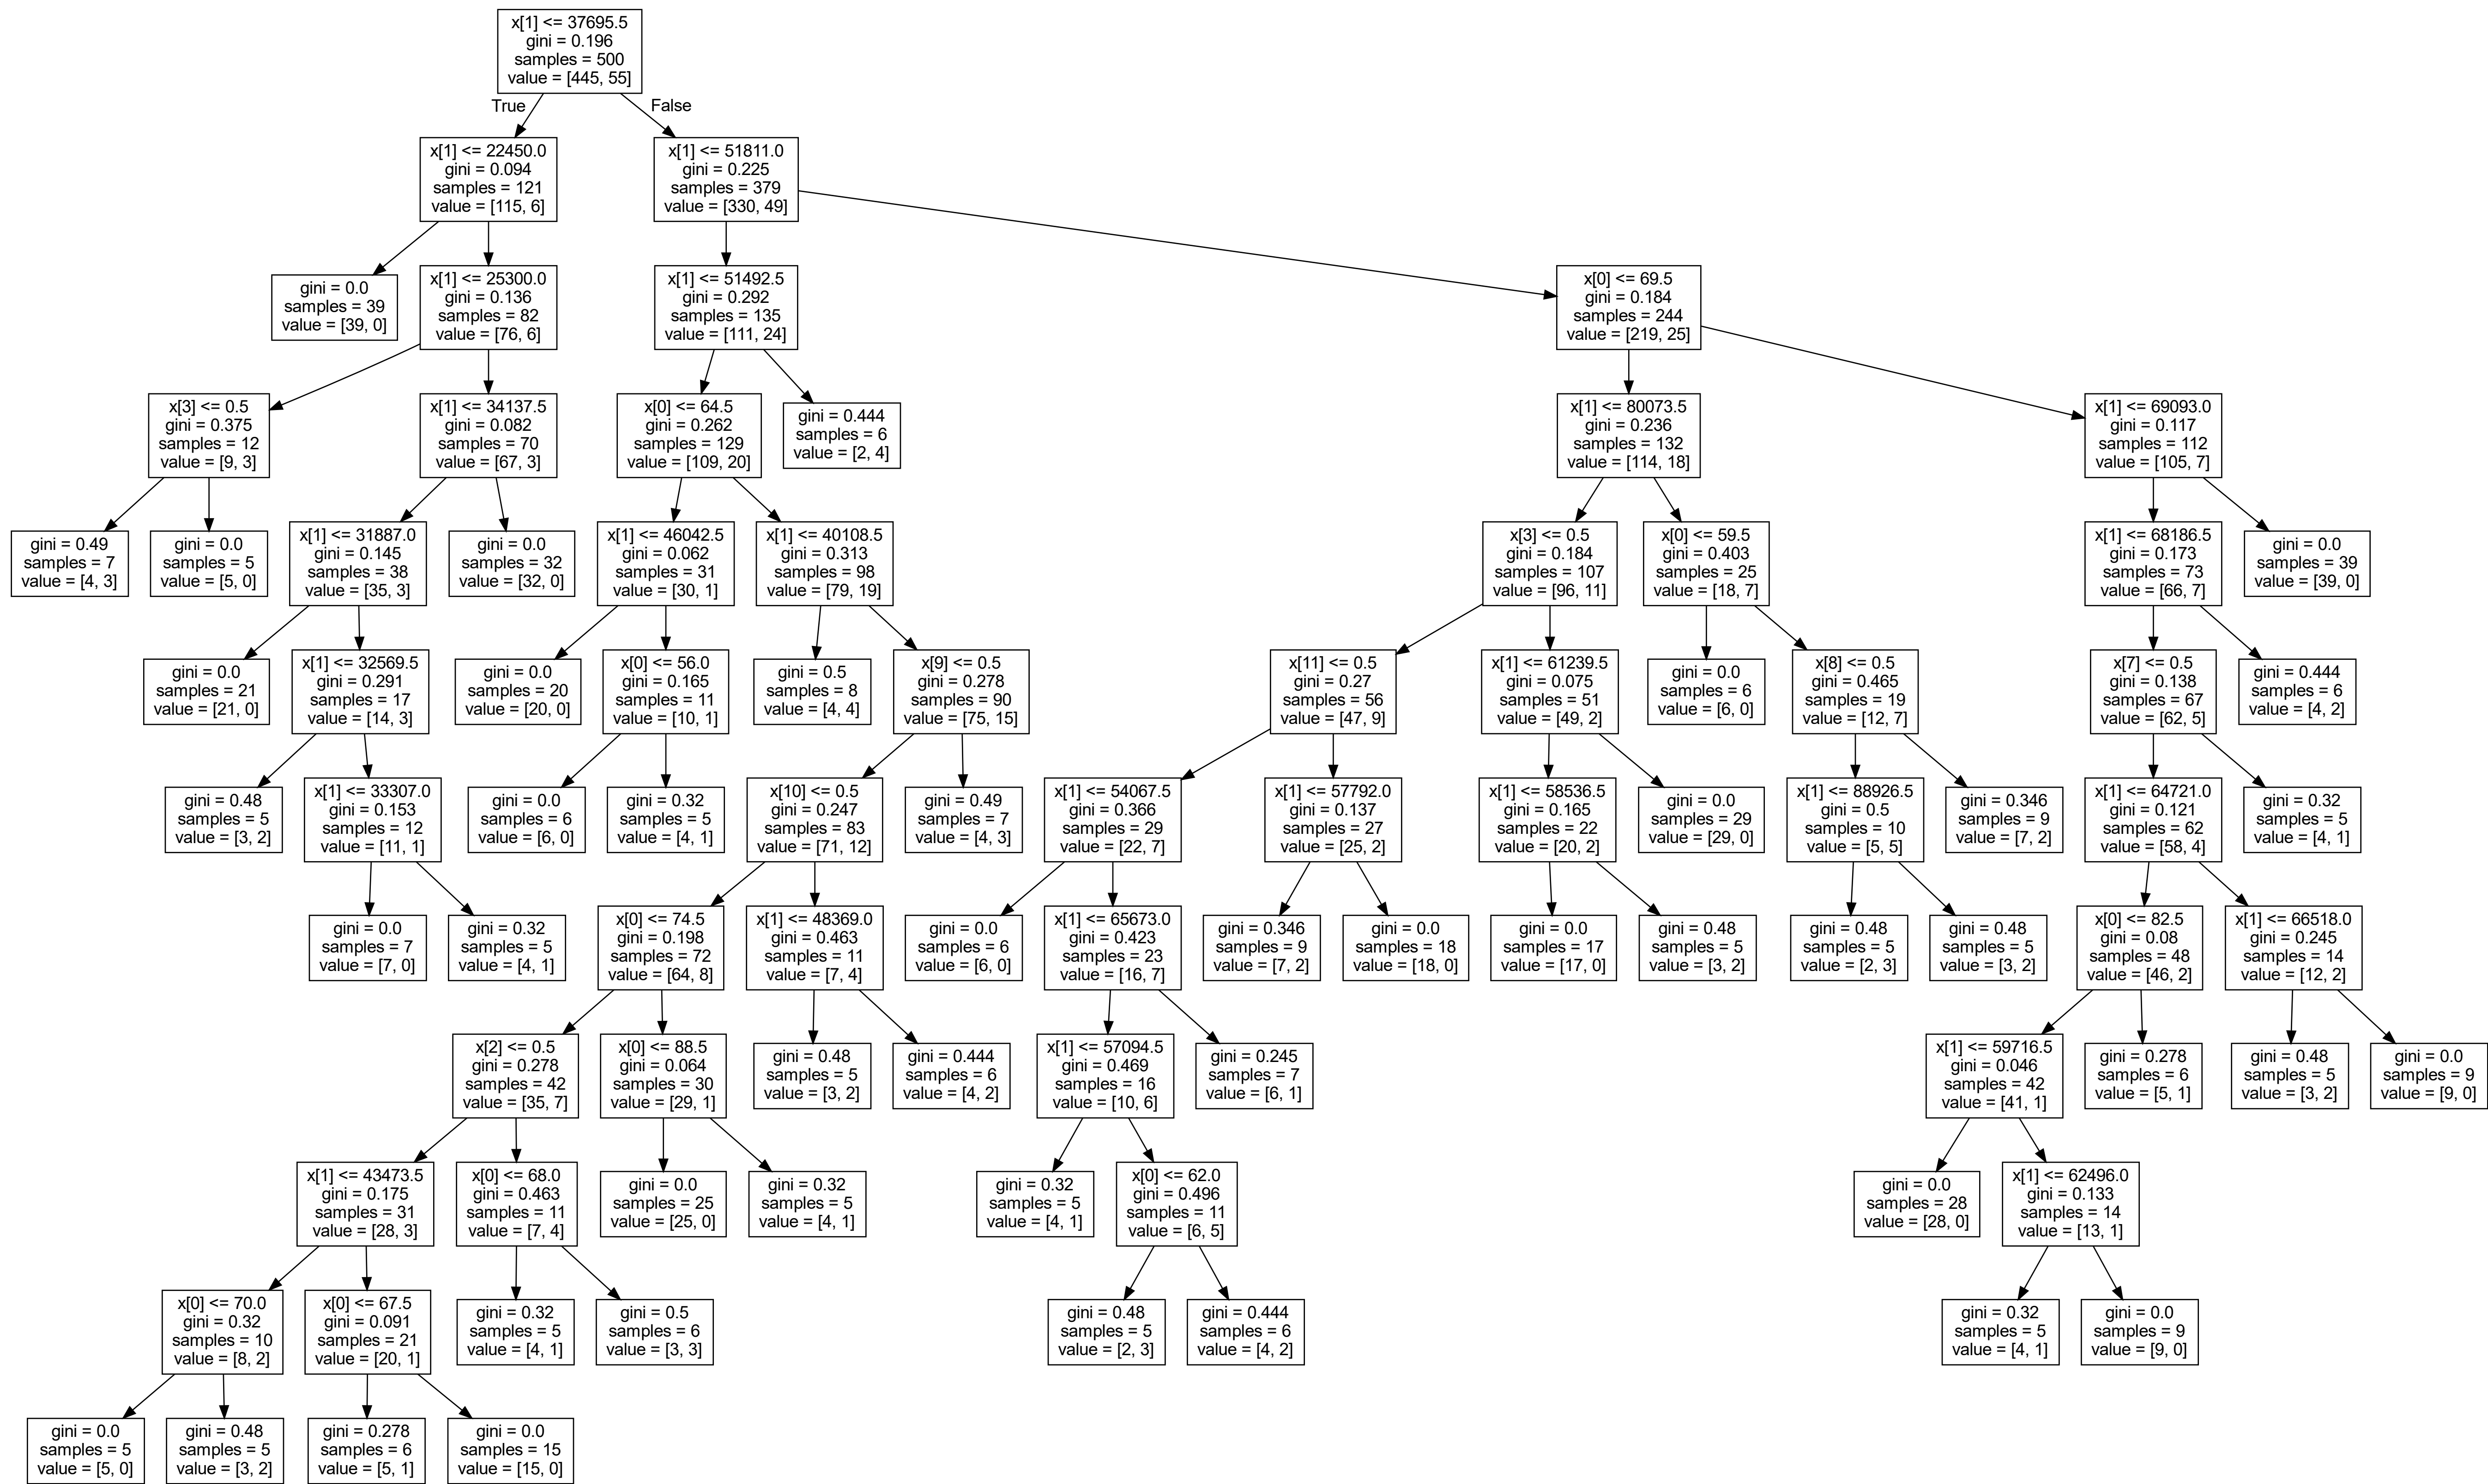 x[1] <= 37695.5
gini = 0.196
samples = 500
value = [445, 55]
True
False
x[1] <= 22450.0
gini = 0.094
samples = 121
value = [115, 6]
x[1] <= 51811.0
gini = 0.225
samples = 379
value = [330, 49]
gini = 0.0
samples = 39
value = [39, 0]
x[1] <= 25300.0
gini = 0.136
samples = 82
value = [76, 6]
x[1] <= 51492.5
gini = 0.292
samples = 135
value = [111, 24]
x[0] <= 69.5
gini = 0.184
samples = 244
value = [219, 25]
x[3] <= 0.5
gini = 0.375
samples = 12
value = [9, 3]
x[1] <= 34137.5
gini = 0.082
samples = 70
value = [67, 3]
x[0] <= 64.5
gini = 0.262
samples = 129
value = [109, 20]
gini = 0.444
samples = 6
value = [2, 4]
x[1] <= 80073.5
gini = 0.236
samples = 132
value = [114, 18]
x[1] <= 69093.0
gini = 0.117
samples = 112
value = [105, 7]
gini = 0.49
samples = 7
value = [4, 3]
gini = 0.0
samples = 5
value = [5, 0]
x[1] <= 31887.0
gini = 0.145
samples = 38
value = [35, 3]
gini = 0.0
samples = 32
value = [32, 0]
x[1] <= 46042.5
gini = 0.062
samples = 31
value = [30, 1]
x[1] <= 40108.5
gini = 0.313
samples = 98
value = [79, 19]
x[3] <= 0.5
gini = 0.184
samples = 107
value = [96, 11]
x[0] <= 59.5
gini = 0.403
samples = 25
value = [18, 7]
x[1] <= 68186.5
gini = 0.173
samples = 73
value = [66, 7]
gini = 0.0
samples = 39
value = [39, 0]
gini = 0.0
samples = 21
value = [21, 0]
x[1] <= 32569.5
gini = 0.291
samples = 17
value = [14, 3]
gini = 0.0
samples = 20
value = [20, 0]
x[0] <= 56.0
gini = 0.165
samples = 11
value = [10, 1]
gini = 0.5
samples = 8
value = [4, 4]
x[9] <= 0.5
gini = 0.278
samples = 90
value = [75, 15]
x[11] <= 0.5
gini = 0.27
samples = 56
value = [47, 9]
x[1] <= 61239.5
gini = 0.075
samples = 51
value = [49, 2]
gini = 0.0
samples = 6
value = [6, 0]
x[8] <= 0.5
gini = 0.465
samples = 19
value = [12, 7]
x[7] <= 0.5
gini = 0.138
samples = 67
value = [62, 5]
gini = 0.444
samples = 6
value = [4, 2]
gini = 0.48
samples = 5
value = [3, 2]
x[1] <= 33307.0
gini = 0.153
samples = 12
value = [11, 1]
gini = 0.0
samples = 6
value = [6, 0]
gini = 0.32
samples = 5
value = [4, 1]
x[10] <= 0.5
gini = 0.247
samples = 83
value = [71, 12]
gini = 0.49
samples = 7
value = [4, 3]
x[1] <= 54067.5
gini = 0.366
samples = 29
value = [22, 7]
x[1] <= 57792.0
gini = 0.137
samples = 27
value = [25, 2]
x[1] <= 58536.5
gini = 0.165
samples = 22
value = [20, 2]
gini = 0.0
samples = 29
value = [29, 0]
x[1] <= 88926.5
gini = 0.5
samples = 10
value = [5, 5]
gini = 0.346
samples = 9
value = [7, 2]
x[1] <= 64721.0
gini = 0.121
samples = 62
value = [58, 4]
gini = 0.32
samples = 5
value = [4, 1]
gini = 0.0
samples = 7
value = [7, 0]
gini = 0.32
samples = 5
value = [4, 1]
x[0] <= 74.5
gini = 0.198
samples = 72
value = [64, 8]
x[1] <= 48369.0
gini = 0.463
samples = 11
value = [7, 4]
gini = 0.0
samples = 6
value = [6, 0]
x[1] <= 65673.0
gini = 0.423
samples = 23
value = [16, 7]
gini = 0.346
samples = 9
value = [7, 2]
gini = 0.0
samples = 18
value = [18, 0]
gini = 0.0
samples = 17
value = [17, 0]
gini = 0.48
samples = 5
value = [3, 2]
gini = 0.48
samples = 5
value = [2, 3]
gini = 0.48
samples = 5
value = [3, 2]
x[0] <= 82.5
gini = 0.08
samples = 48
value = [46, 2]
x[1] <= 66518.0
gini = 0.245
samples = 14
value = [12, 2]
x[2] <= 0.5
gini = 0.278
samples = 42
value = [35, 7]
x[0] <= 88.5
gini = 0.064
samples = 30
value = [29, 1]
gini = 0.48
samples = 5
value = [3, 2]
gini = 0.444
samples = 6
value = [4, 2]
x[1] <= 57094.5
gini = 0.469
samples = 16
value = [10, 6]
gini = 0.245
samples = 7
value = [6, 1]
x[1] <= 59716.5
gini = 0.046
samples = 42
value = [41, 1]
gini = 0.278
samples = 6
value = [5, 1]
gini = 0.48
samples = 5
value = [3, 2]
gini = 0.0
samples = 9
value = [9, 0]
x[1] <= 43473.5
gini = 0.175
samples = 31
value = [28, 3]
x[0] <= 68.0
gini = 0.463
samples = 11
value = [7, 4]
gini = 0.0
samples = 25
value = [25, 0]
gini = 0.32
samples = 5
value = [4, 1]
gini = 0.32
samples = 5
value = [4, 1]
x[0] <= 62.0
gini = 0.496
samples = 11
value = [6, 5]
gini = 0.0
samples = 28
value = [28, 0]
x[1] <= 62496.0
gini = 0.133
samples = 14
value = [13, 1]
x[0] <= 70.0
gini = 0.32
samples = 10
value = [8, 2]
x[0] <= 67.5
gini = 0.091
samples = 21
value = [20, 1]
gini = 0.32
samples = 5
value = [4, 1]
gini = 0.5
samples = 6
value = [3, 3]
gini = 0.48
samples = 5
value = [2, 3]
gini = 0.444
samples = 6
value = [4, 2]
gini = 0.32
samples = 5
value = [4, 1]
gini = 0.0
samples = 9
value = [9, 0]
gini = 0.0
samples = 5
value = [5, 0]
gini = 0.48
samples = 5
value = [3, 2]
gini = 0.278
samples = 6
value = [5, 1]
gini = 0.0
samples = 15
value = [15, 0]